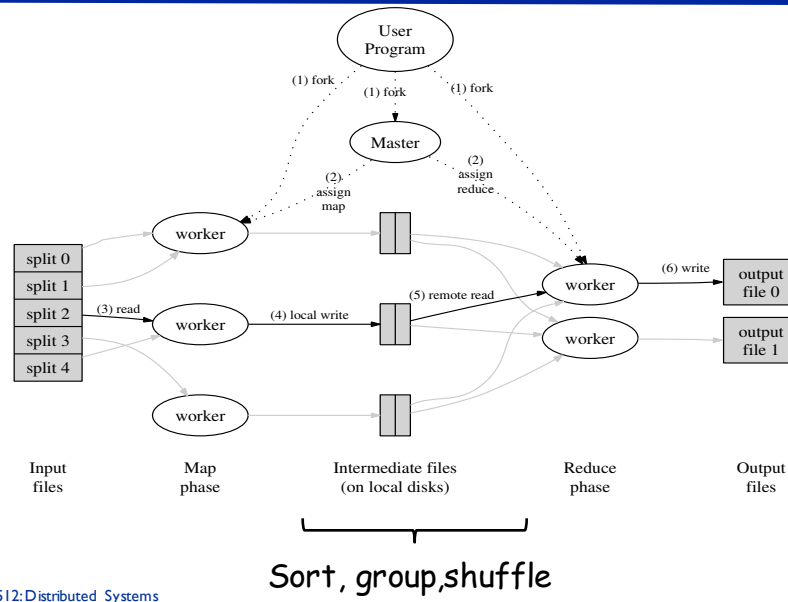 User
Program
(1) fork
(1) fork
(1) fork
Master
(2)
assign
map
(2)
assign
reduce
worker
split 0
split 1
split 2
split 3
split 4
(3) read
worker
(4) local write
(5) remote read
worker
(6) write
output
file 0
worker
output
file 1
worker
Input
files
Map
phase
Intermediate files
(on local disks)
Reduce
phase
Output
files
Sort, group,shuffle
512: Distributed Systems